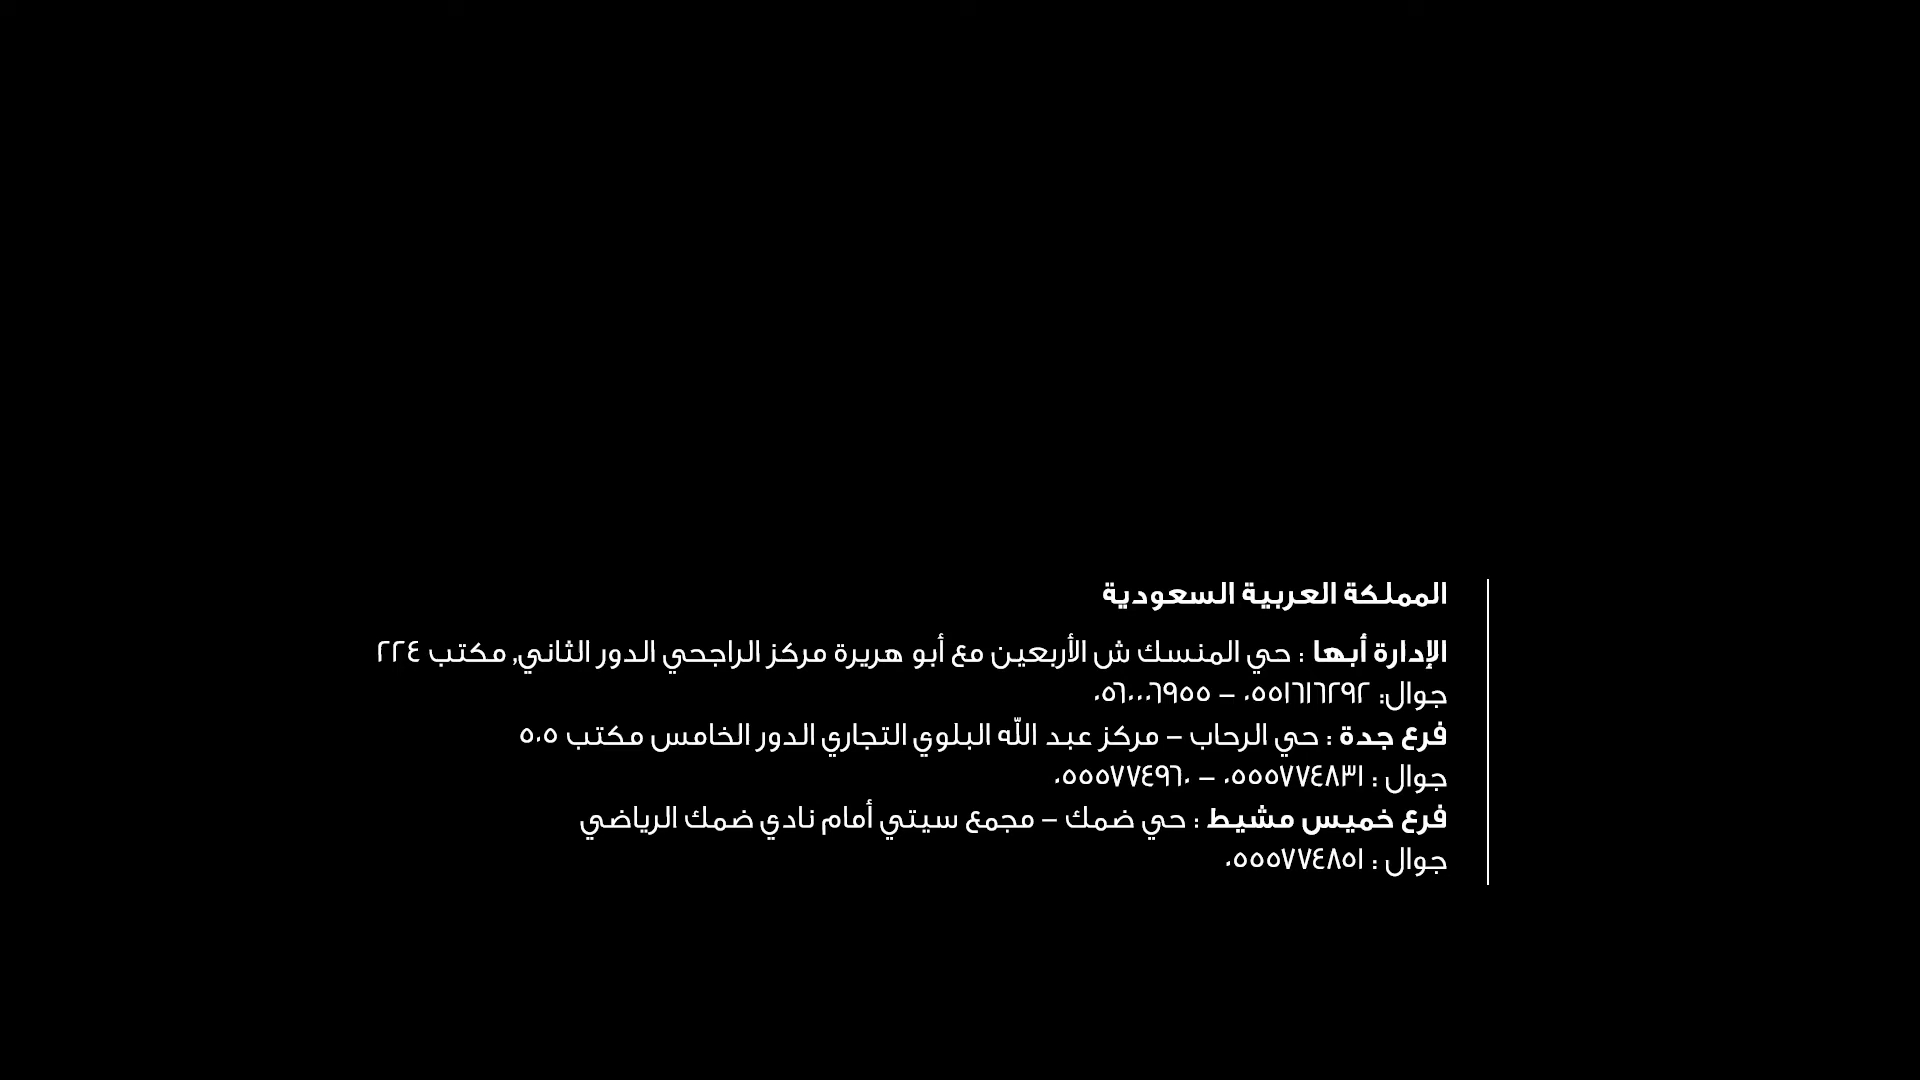 المملكة العربية السعودية
الإدارة أبها : حي المنسك ش الأربعين مع أبو هريرة مركز الراجحي الدور الثاني, مكتب ٢٢٤
جوال: ٠٥٥١٦١٦٢٩٢ – ٠٥٦٠٠٠٦٩٥٥
فرع جدة : حي الرحاب – مركز عبد الله البلوي التجاري الدور الخامس مكتب ٥٠٥
جوال : ٠٥٥٥٧٧٤٨٣١ – ٠٥٥٥٧٧٤٩٦٠
فرع خميس مشيط : حي ضمك – مجمع سيتي أمام نادي ضمك الرياضي
جوال : ٠٥٥٥٧٧٤٨٥١